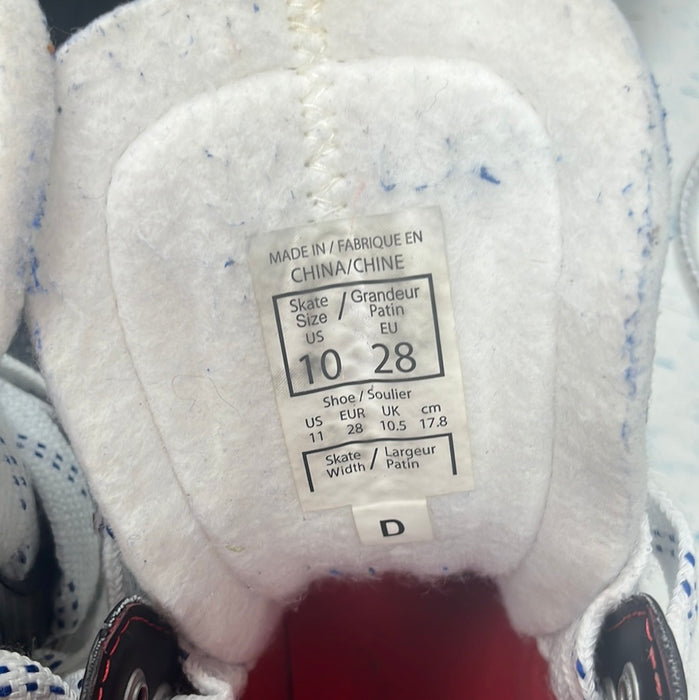 MADE IN / FABRIQUE EN
CHINA/CHINE
Skate Size / Grandeur Patin
US EU
10 28
Shoe / Soulier
US EUR UK cm
11 28 10.5 17.8
Skate Width / Largeur Patin
D